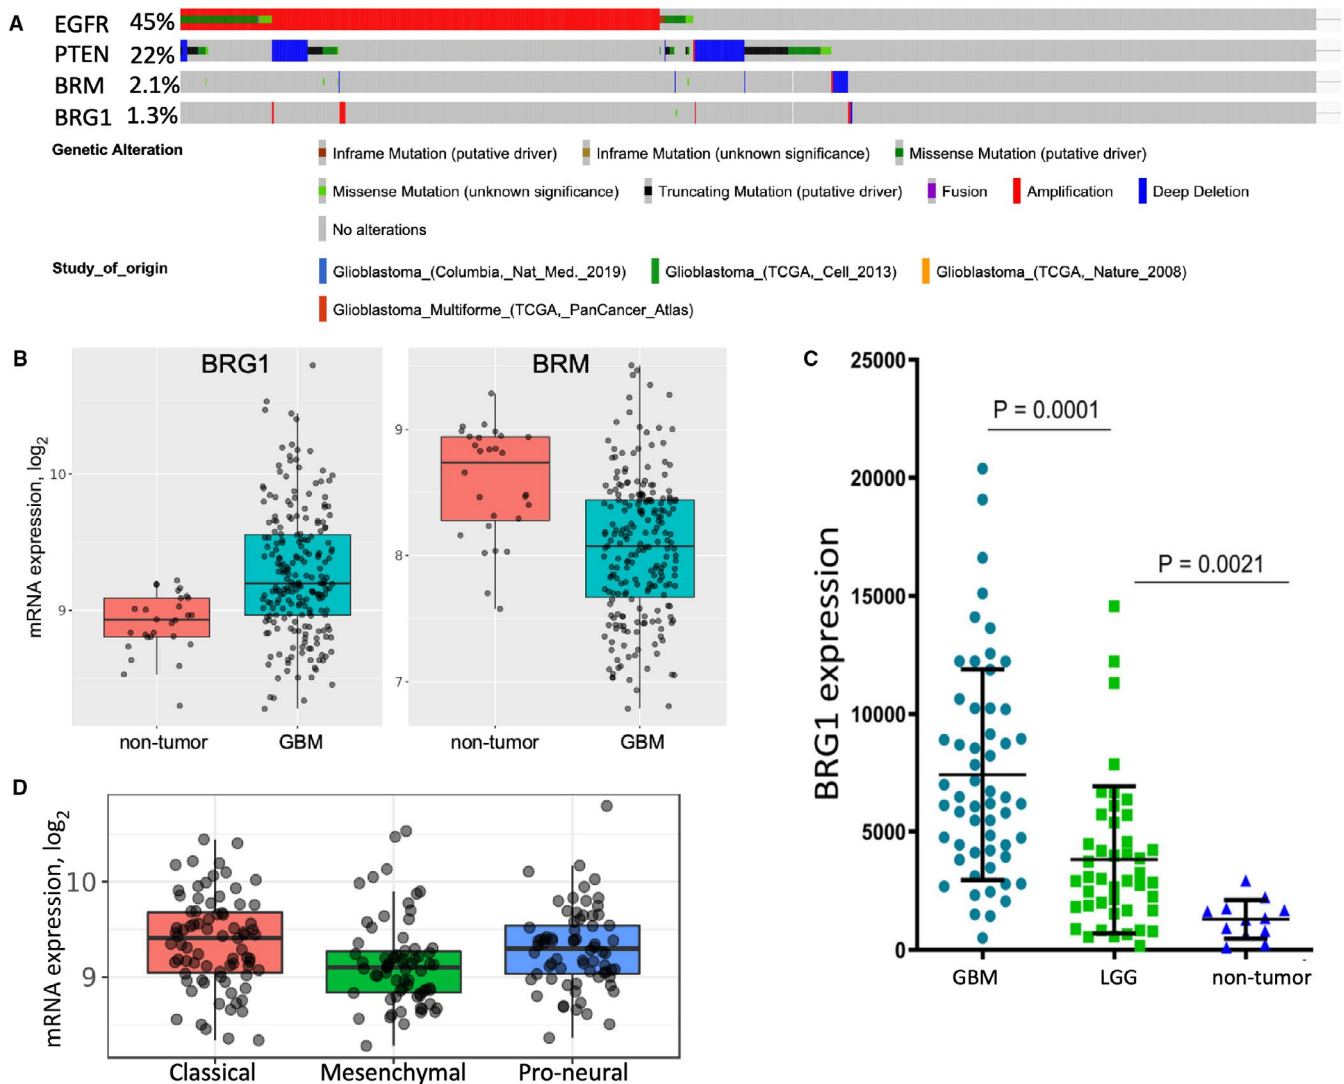 A
EGFR 45%
PTEN 22%
BRM 2.1%
BRG1 1.3%
Genetic Alteration
Inframe Mutation (putative driver) Inframe Mutation (unknown significance) Missense Mutation (putative driver)
Missense Mutation (unknown significance) Truncating Mutation (putative driver) Fusion Amplification Deep Deletion
No alterations
Study_of_origin
Glioblastoma_(Columbia,_Nat_Med._2019) Glioblastoma_(TCGA,_Cell_2013) Glioblastoma_(TCGA,_Nature_2008)
Glioblastoma_Multiforme_(TCGA,_PanCancer_Atlas)
B
BRG1 BRM
mRNA expression, log2
10
9
9
8
7
non-tumor GBM
non-tumor GBM
C
BRG1 expression
25000
20000
15000
10000
5000
0
P = 0.0001
P = 0.0021
GBM LGG non-tumor
D
mRNA expression, log2
10
9
Classical Mesenchymal Pro-neural